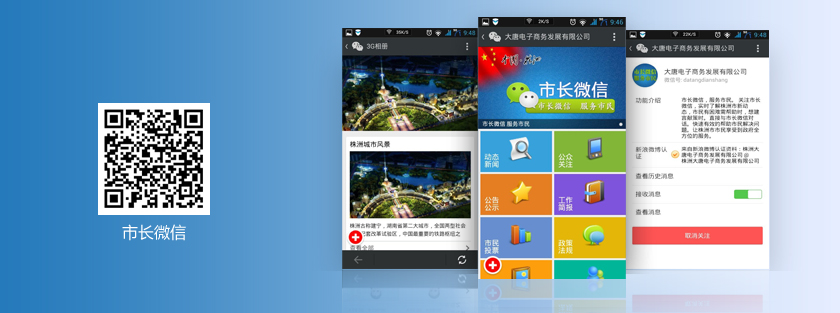 市长微信
35K/S
9:48
3G相册
株洲城市风景
株洲古称建宁,湖南省第二大城市,全国两型社会
配套改革试验区,中国最重要的铁路枢纽之
查看全部
2K/S
9:46
大唐电子商务发展有限公司
市长微信
市长微信 服务市民
市长微信 服务市民
动态
新闻
公众
关注
公告
公示
工作
简报
市民
投票
政策
法规
22K/S
9:48
大唐电子商务发展有限公司
大唐电子商务发展有限公司
微信号:datangdianshang
功能介绍
市长微信,服务市民。关注市长
微信,实时了解株洲市新动
态,市民有困难需帮助时,想建
言献策时,直接与市长微信对
话,快速有效的帮助市民解决问
题。让株洲市市民享受到政府全
方位的服务。
新浪微博认
证
来自新浪微博认证资料:株洲大
唐电子商务发展有限公司 @
株洲大唐电子商务发展有限公司
查看历史消息
接收消息
查看消息
取消关注